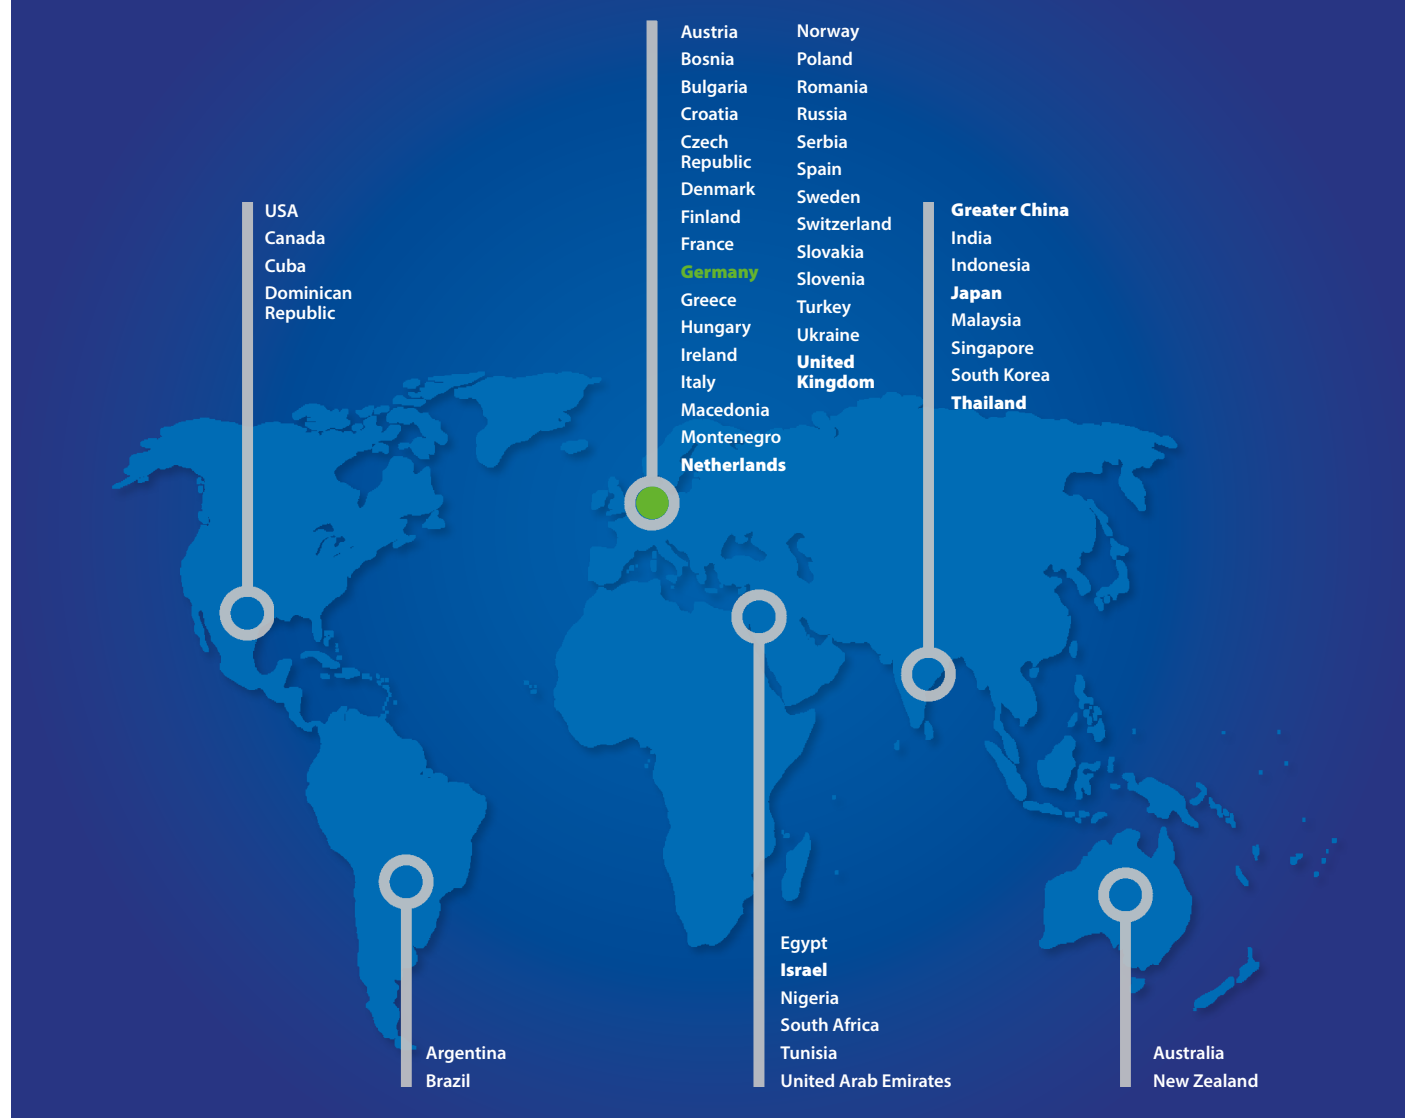 Austria
Bosnia
Bulgaria
Croatia
Czech
Republic
Denmark
Finland
France
Germany
Greece
Hungary
Ireland
Italy
Macedonia
Montenegro
Netherlands
Norway
Poland
Romania
Russia
Serbia
Spain
Sweden
Switzerland
Slovakia
Slovenia
Turkey
Ukraine
United
Kingdom
USA
Canada
Cuba
Dominican
Republic
Greater China
India
Indonesia
Japan
Malaysia
Singapore
South Korea
Thailand
Argentina
Brazil
Egypt
Israel
Nigeria
South Africa
Tunisia
United Arab Emirates
Australia
New Zealand